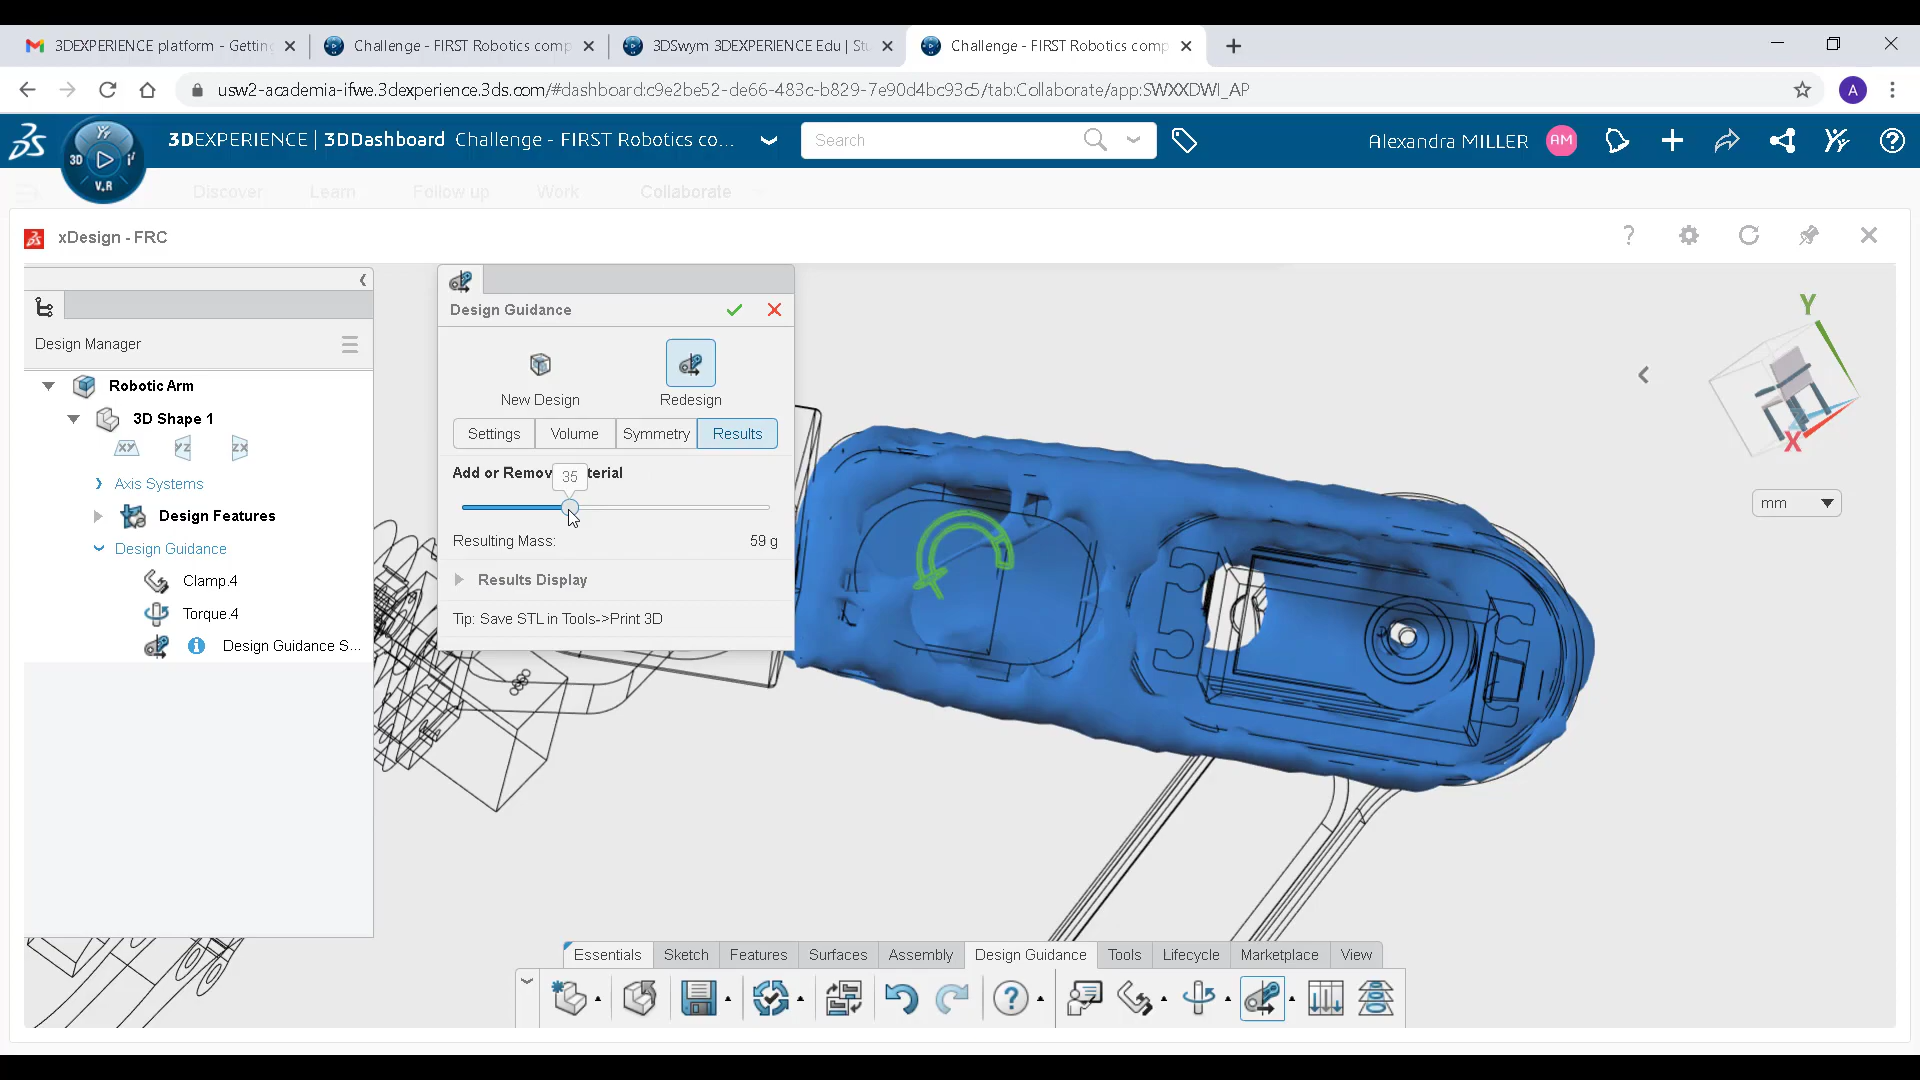 3DEXPERIENCE platform - Gettin
Challenge - FIRST Robotics comp
3DSwym 3DEXPERIENCE Edu | Stu
Challenge - FIRST Robotics comp
usw2-academia-ifwe.3dexperience.3ds.com/#dashboard:c9e2be52-de66-483c-b829-7e90d4bc93c5/tab:Collaborate/app:SWXXDWI_AP
A
3DEXPERIENCE | 3DDashboard Challenge - FIRST Robotics co...
Search
Alexandra MILLER
AM
3D
V.R
Discover
Learn
Follow up
Work
Collaborate
xDesign - FRC
Design Manager
Robotic Arm
3D Shape 1
XY YZ ZX
Axis Systems
Design Features
Design Guidance
Clamp.4
Torque.4
Design Guidance S...
Design Guidance
New Design
Redesign
Settings
Volume
Symmetry
Results
Add or Remov terial
35
Resulting Mass: 59 g
Results Display
Tip: Save STL in Tools->Print 3D
Y
X
mm
Essentials
Sketch
Features
Surfaces
Assembly
Design Guidance
Tools
Lifecycle
Marketplace
View